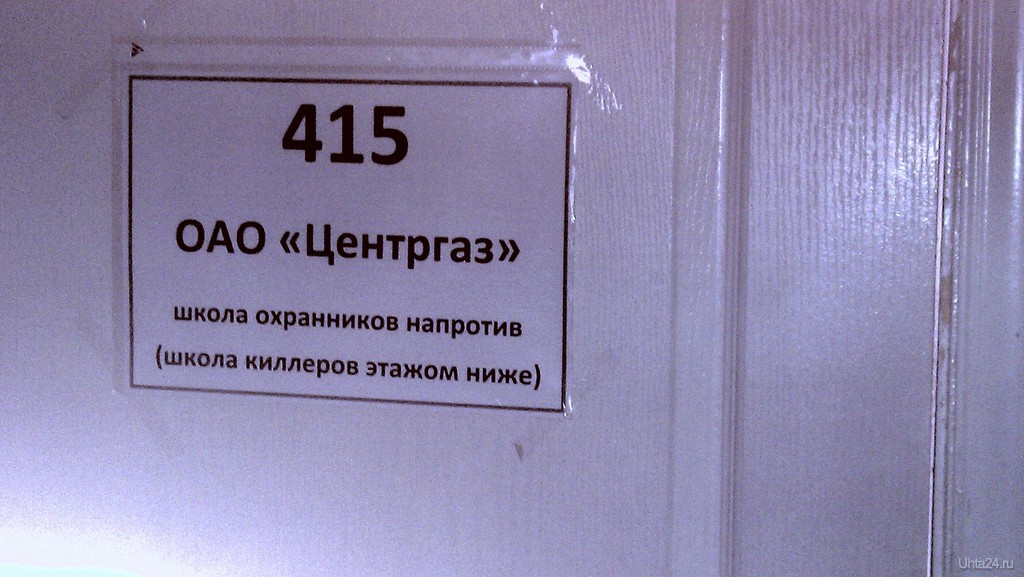 415
ОАО «Центргаз»
школа охранников напротив
(школа киллеров этажом ниже)
Uhta24.ru